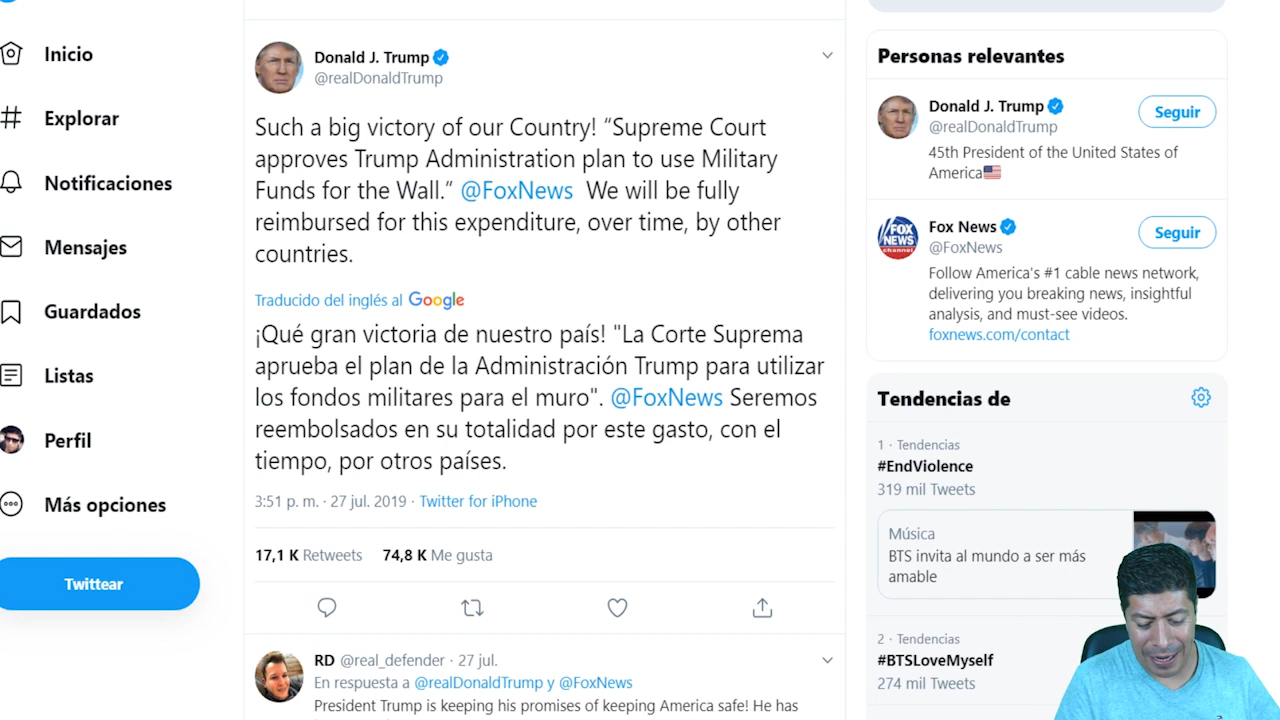 Inicio
Explorar
Notificaciones
Mensajes
Guardados
Listas
Perfil
Más opciones
Twittear
Donald J. Trump
@realDonaldTrump
Such a big victory of our Country! “Supreme Court
approves Trump Administration plan to use Military
Funds for the Wall.” @FoxNews We will be fully
reimbursed for this expenditure, over time, by other
countries.
Traducido del inglés al Google
¡Qué gran victoria de nuestro país! "La Corte Suprema
aprueba el plan de la Administración Trump para utilizar
los fondos militares para el muro". @FoxNews Seremos
reembolsados en su totalidad por este gasto, con el
tiempo, por otros países.
3:51 p. m. · 27 jul. 2019 · Twitter for iPhone
17,1 K Retweets 74,8 K Me gusta
RD @real_defender · 27 jul.
En respuesta a @realDonaldTrump y @FoxNews
President Trump is keeping his promises of keeping America safe! He has
Personas relevantes
Donald J. Trump
Seguir
@realDonaldTrump
45th President of the United States of
America
FOX
NEWS
channel
Fox News
Seguir
@FoxNews
Follow America's #1 cable news network,
delivering you breaking news, insightful
analysis, and must-see videos.
foxnews.com/contact
Tendencias de
1 · Tendencias
#EndViolence
319 mil Tweets
Música
BTS invita al mundo a ser más
amable
2 · Tendencias
#BTSLoveMyself
274 mil Tweets